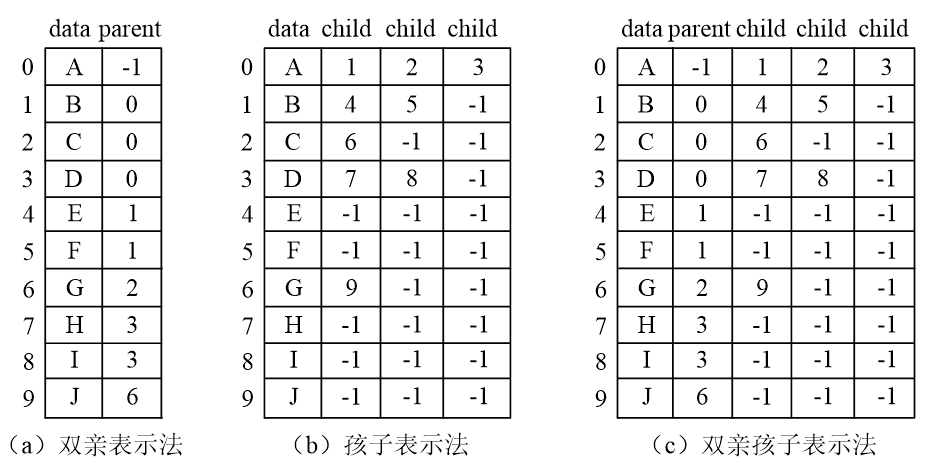 data parent data child child child data parent child child child
0 A -1 0 A 1 2 3 0 A -1 1 2 3
1 B 0 1 B 4 5 -1 1 B 0 4 5 -1
2 C 0 2 C 6 -1 -1 2 C 0 6 -1 -1
3 D 0 3 D 7 8 -1 3 D 0 7 8 -1
4 E 1 4 E -1 -1 -1 4 E 1 -1 -1 -1
5 F 1 5 F -1 -1 -1 5 F 1 -1 -1 -1
6 G 2 6 G 9 -1 -1 6 G 2 9 -1 -1
7 H 3 7 H -1 -1 -1 7 H 3 -1 -1 -1
8 I 3 8 I -1 -1 -1 8 I 3 -1 -1 -1
9 J 6 9 J -1 -1 -1 9 J 6 -1 -1 -1
（a）双亲表示法 （b）孩子表示法 （c）双亲孩子表示法